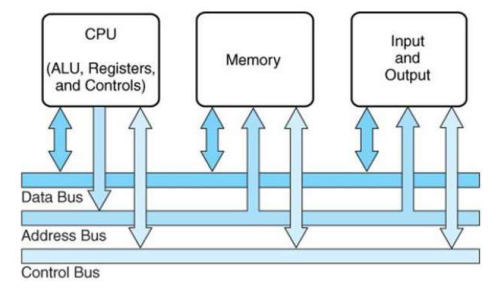 CPU
(ALU, Registers,
and Controls)
Memory
Input
and
Output
Data Bus
Address Bus
Control Bus